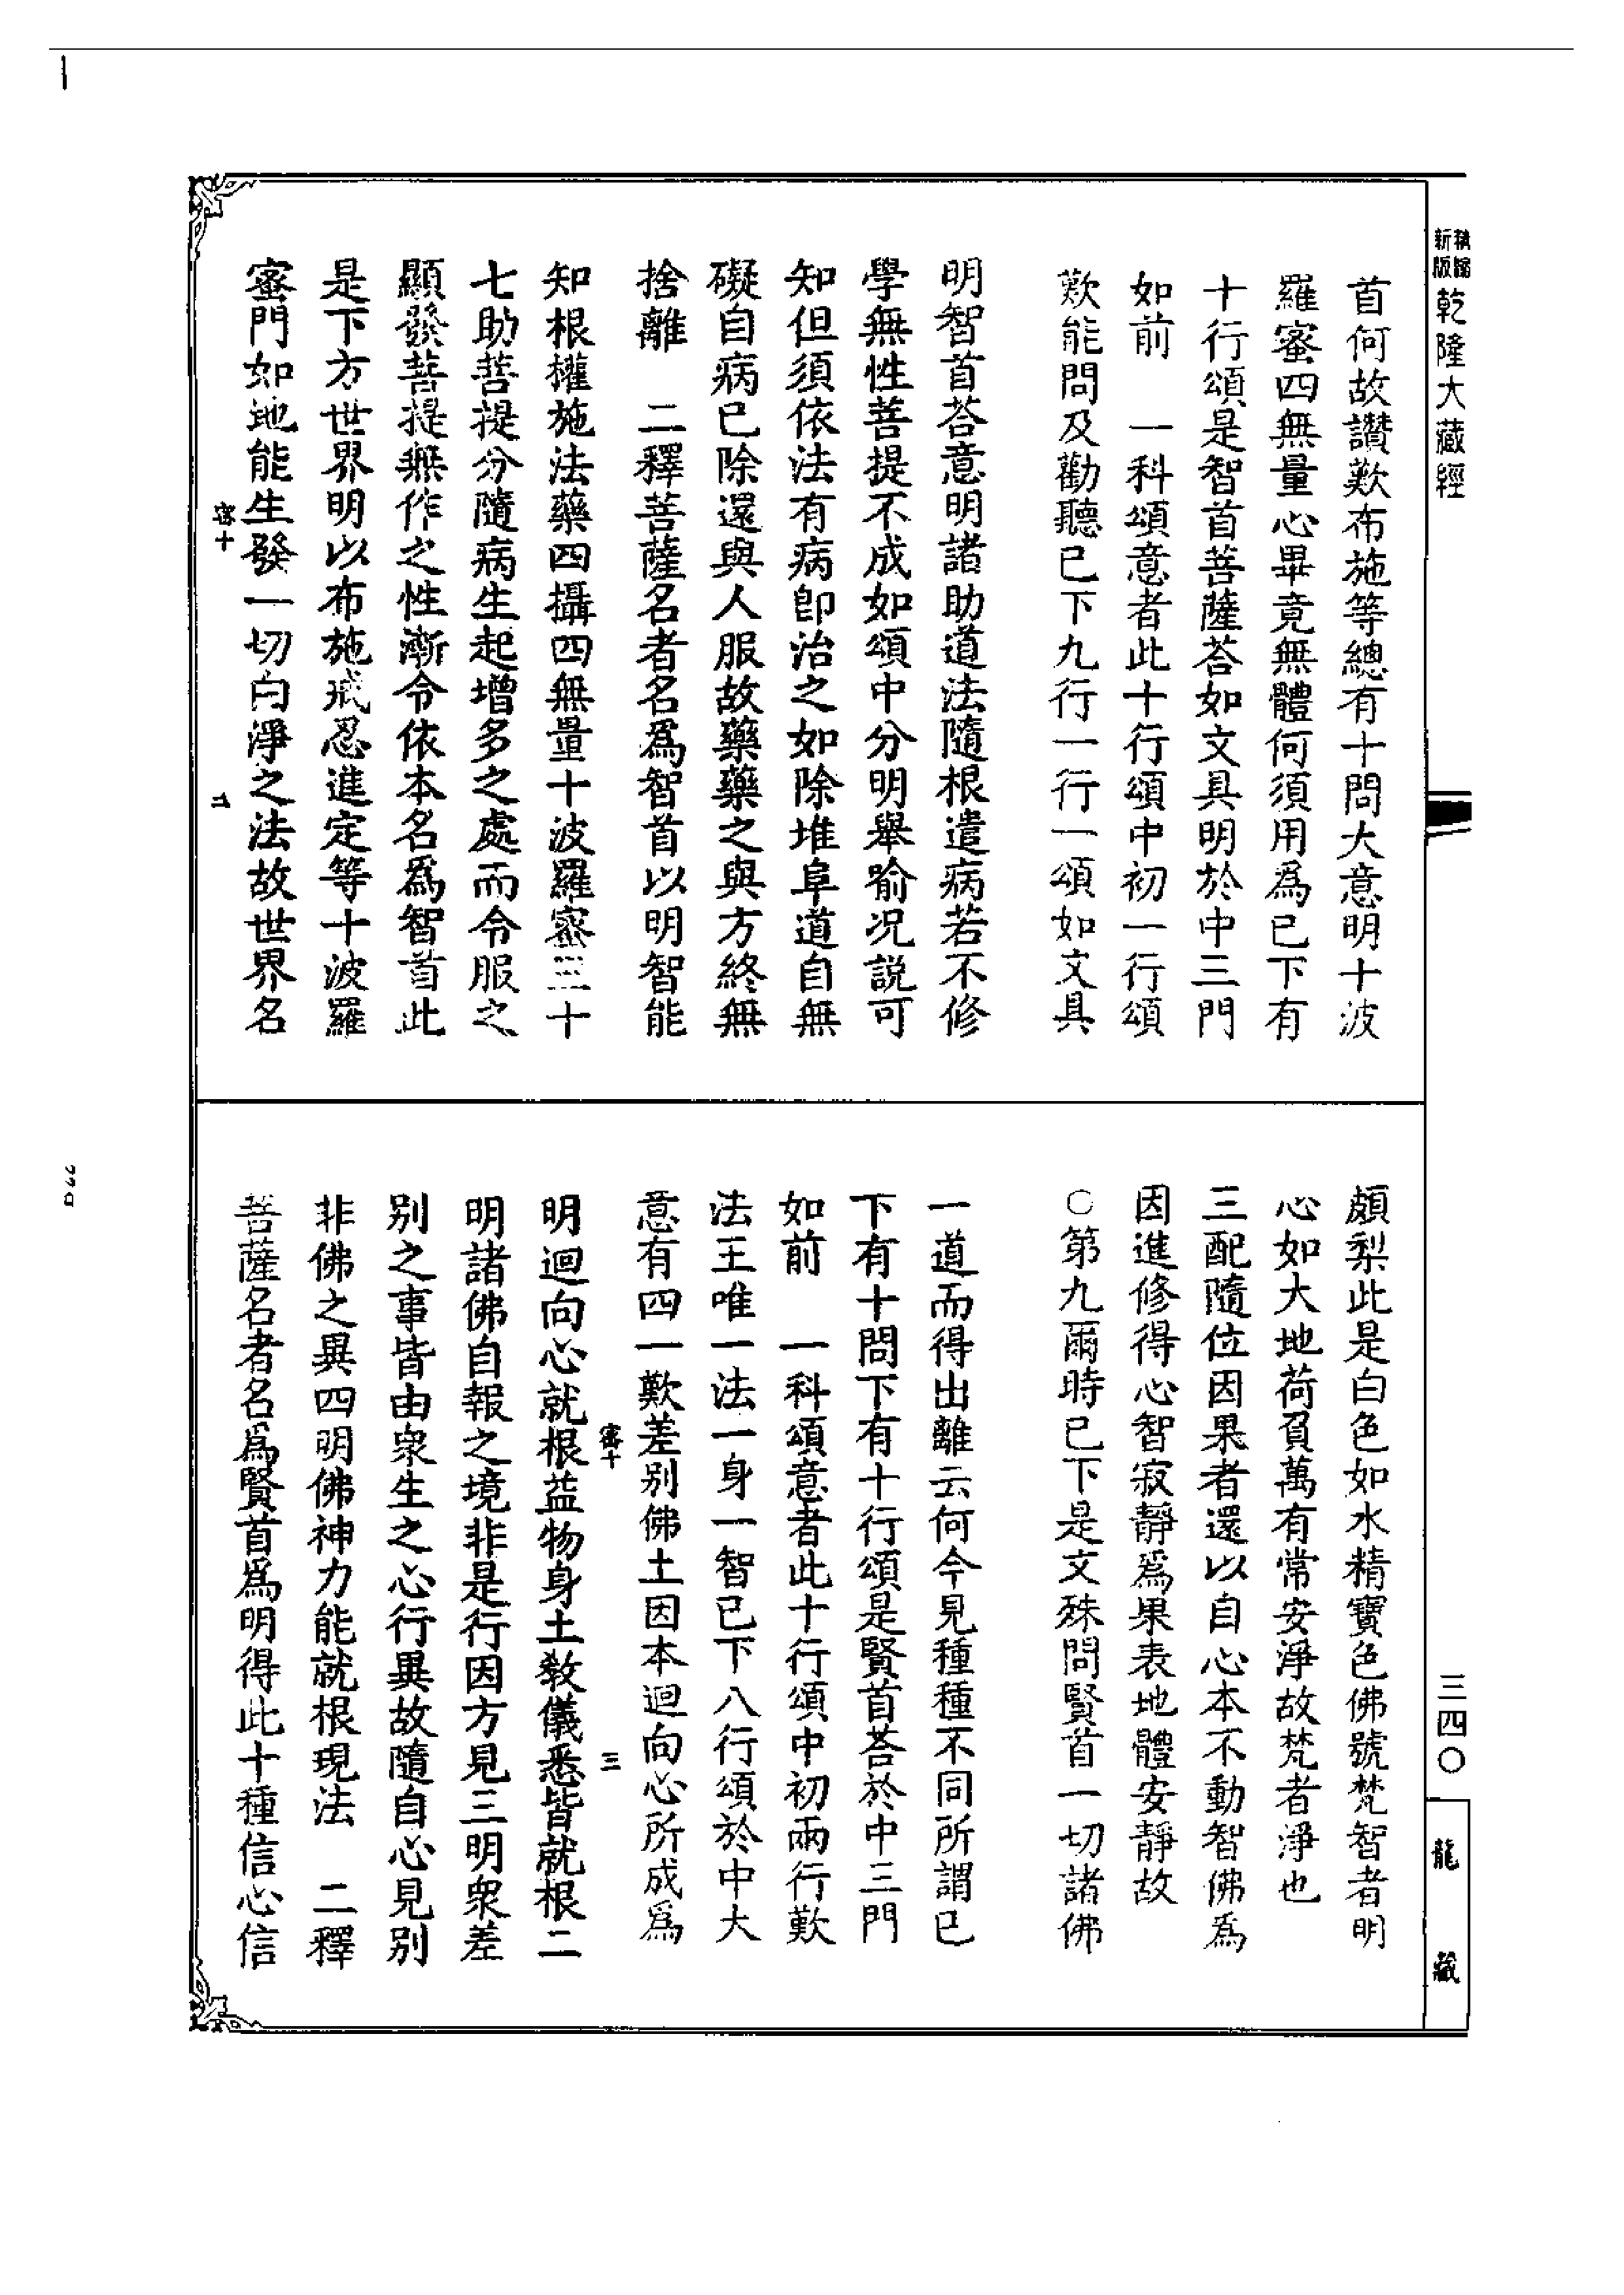 新版
精縮
乾隆大藏經
三四〇
龍藏
首何故讚歎布施等總有十問大意明十波
羅蜜四無量心畢竟無體何須用爲已下有
十行頌是智首菩薩荅如文具明於中三門
如前　一科頌意者此十行頌中初一行頌
歎能問及勸聽已下九行一行一頌如文具
明智首荅意明諸助道法隨根遣病若不修
學無性菩提不成如頌中分明舉喻况説可
知但須依法有病卽治之如除堆阜道自無
礙自病已除還與人服故藥藥之與方終無
捨離　二釋菩薩名者名爲智首以明智能
知根權施法藥四攝四無量十波羅蜜三十
七助菩提分隨病生起增多之處而令服之
顯發菩提無作之性漸令依本名爲智首此
是下方世界明以布施戒忍進定等十波羅
蜜門如地能生發一切白淨之法故世界名
密十
二
頗梨此是白色如水精寶色佛號梵智者明
心如大地荷負萬有常安淨故梵者淨也
三配隨位因果者還以自心本不動智佛爲
因進修得心智寂靜爲果表地體安靜故
○第九爾時已下是文殊問賢首一切諸佛
一道而得出離云何今見種種不同所謂已
下有十問下有十行頌是賢首荅於中三門
如前　一科頌意者此十行頌中初兩行歎
法王唯一法一身一智已下八行頌於中大
意有四一歎差别佛土因本迴向心所成爲
密十
三
明迴向心就根益物身土敎儀悉皆就根二
明諸佛自報之境非是行因方見三明衆差
别之事皆由衆生之心行異故隨自心見别
非佛之異四明佛神力能就根現法　二釋
菩薩名者名爲賢首爲明得此十種信心信